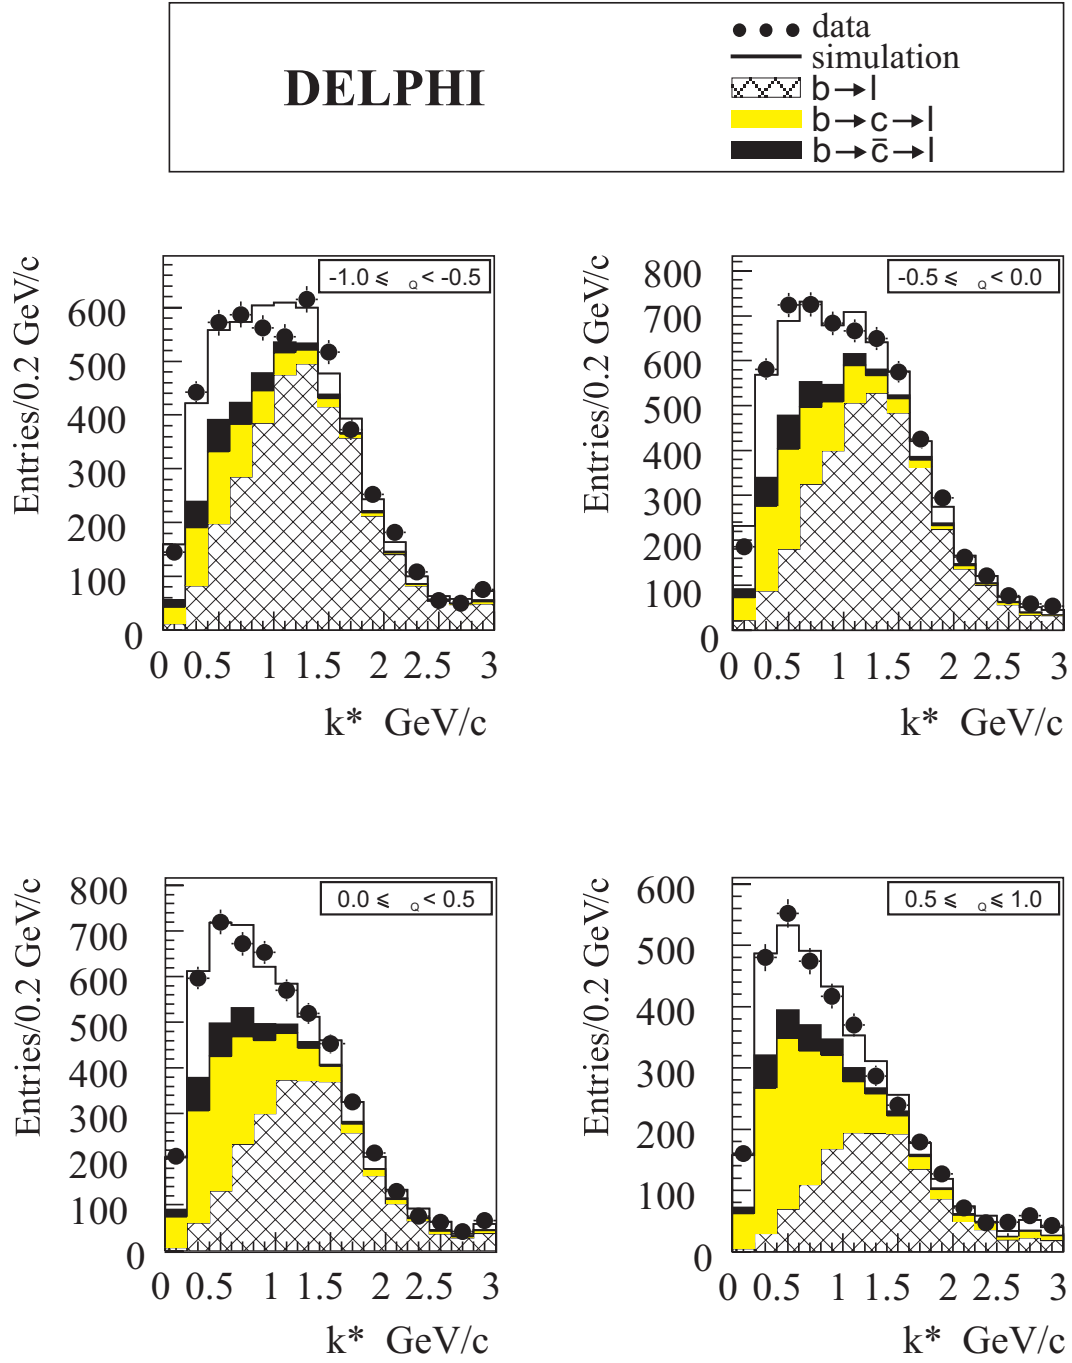 DELPHI
data
simulation
b→l
b→c→l
b→c̄→l
Entries/0.2 GeV/c
-1.0 ⩽ Q < -0.5
600
500
400
300
200
100
0
0 0.5 1 1.5 2 2.5 3
k* GeV/c
Entries/0.2 GeV/c
-0.5 ⩽ Q < 0.0
800
700
600
500
400
300
200
100
0
0 0.5 1 1.5 2 2.5 3
k* GeV/c
Entries/0.2 GeV/c
0.0 ⩽ Q < 0.5
800
700
600
500
400
300
200
100
0
0 0.5 1 1.5 2 2.5 3
k* GeV/c
Entries/0.2 GeV/c
0.5 ⩽ Q ⩽ 1.0
600
500
400
300
200
100
0
0 0.5 1 1.5 2 2.5 3
k* GeV/c